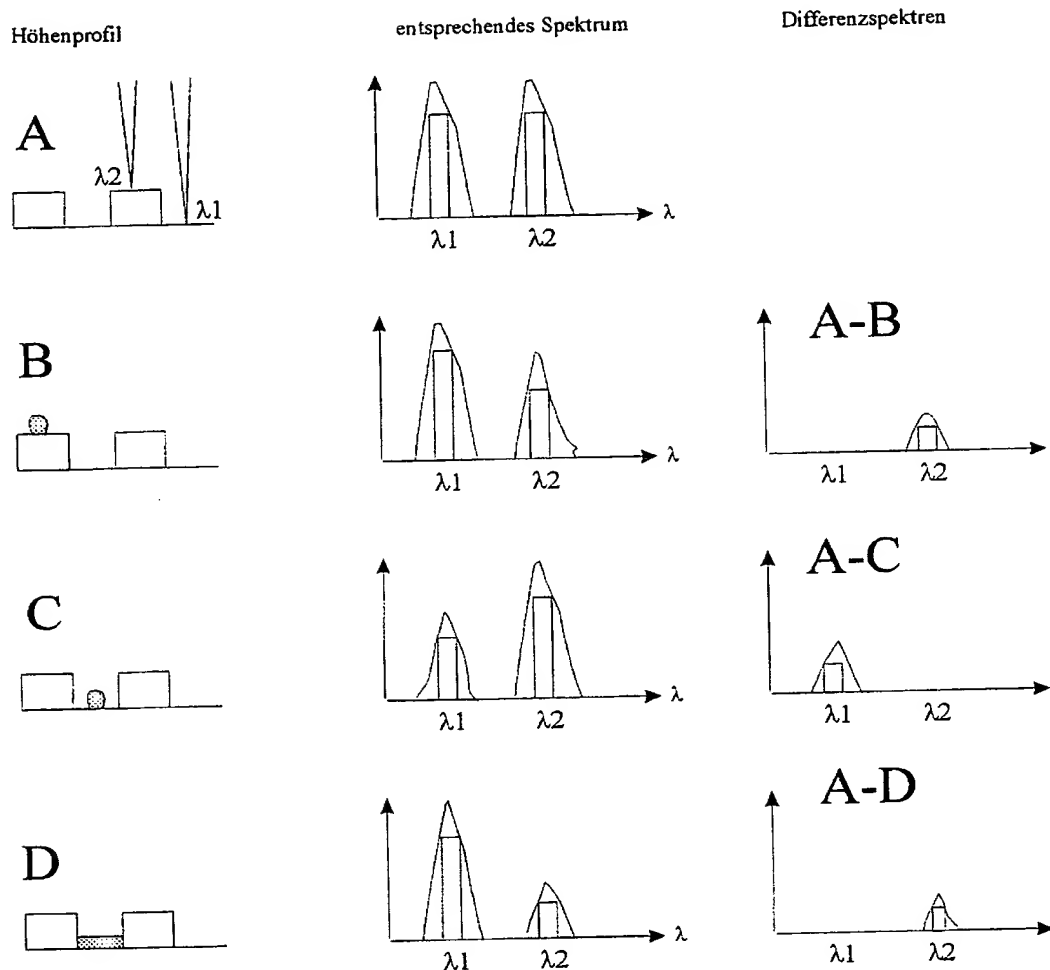 Höhenprofil
entsprechendes Spektrum
Differenzspektren
A
λ2
λ1
λ
λ1 λ2
B
λ
λ1 λ2
A-B
λ1 λ2
C
λ
λ1 λ2
A-C
λ1 λ2
D
λ
λ1 λ2
A-D
λ1 λ2